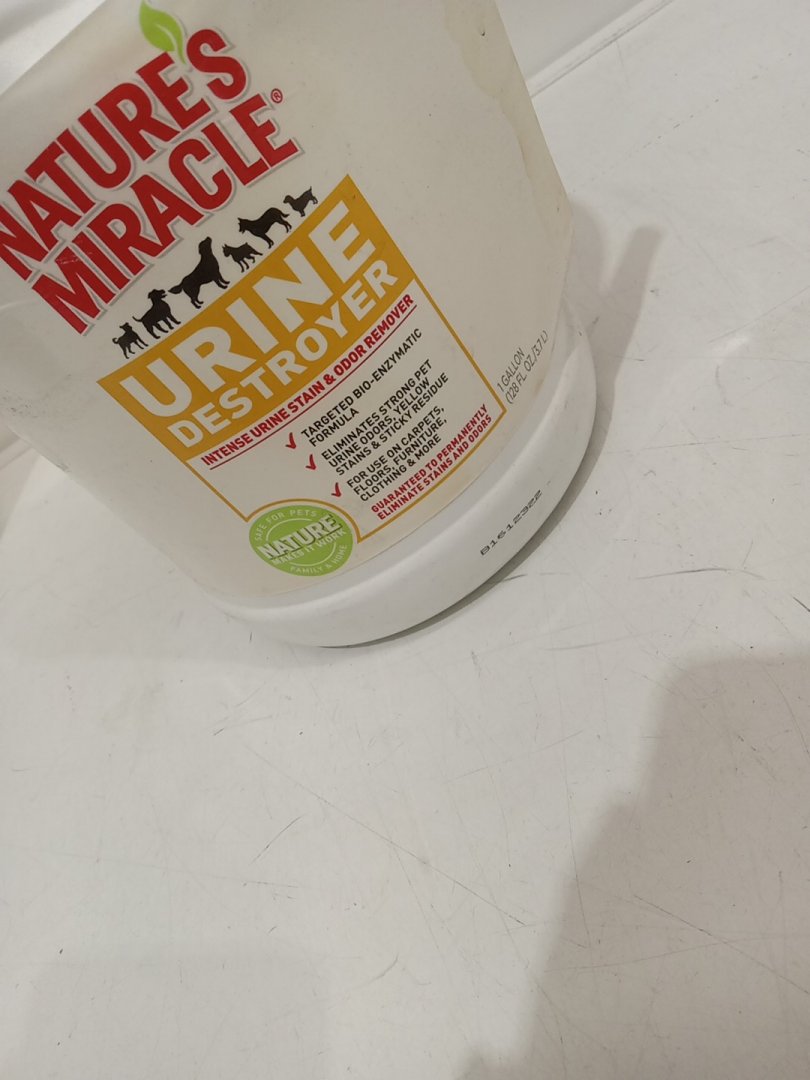 NATURE'S
MIRACLE®
URINE
DESTROYER
INTENSE URINE STAIN & ODOR REMOVER
TARGETED BIO-ENZYMATIC
FORMULA
ELIMINATES STRONG PET
URINE ODORS, YELLOW
STAINS & STICKY RESIDUE
FOR USE ON CARPETS,
FLOORS, FURNITURE,
CLOTHING & MORE
GUARANTEED TO PERMANENTLY
ELIMINATE STAINS AND ODORS
SAFE FOR PETS
NATURE
MAKES IT WORK
FAMILY & HOME
1 GALLON
(128 FL. OZ./3.7 L)
B1612322